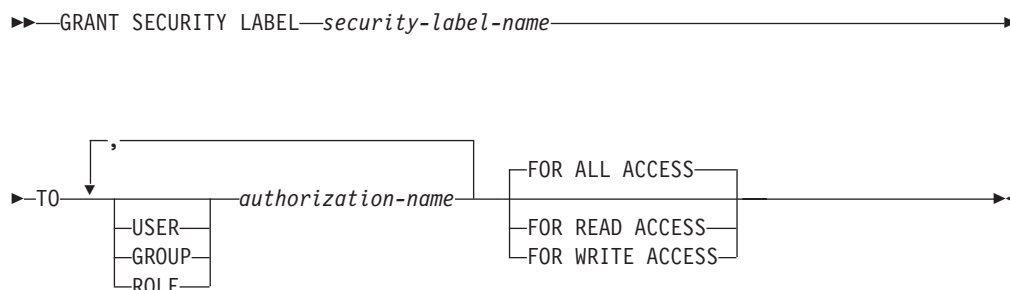 GRANT SECURITY LABEL security-label-name
,
FOR ALL ACCESS
TO authorization-name
USER FOR READ ACCESS
GROUP FOR WRITE ACCESS
ROLE